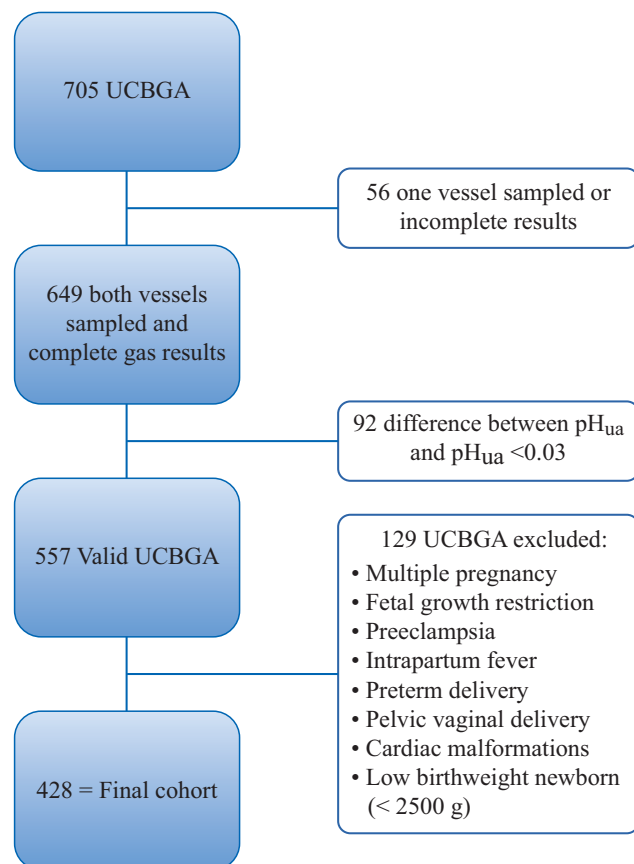 705 UCBGA
56 one vessel sampled or
incomplete results
649 both vessels
sampled and
complete gas results
92 difference between pHua
and pHua <0.03
557 Valid UCBGA
129 UCBGA excluded:
• Multiple pregnancy
• Fetal growth restriction
• Preeclampsia
• Intrapartum fever
• Preterm delivery
• Pelvic vaginal delivery
• Cardiac malformations
• Low birthweight newborn
(< 2500 g)
428 = Final cohort